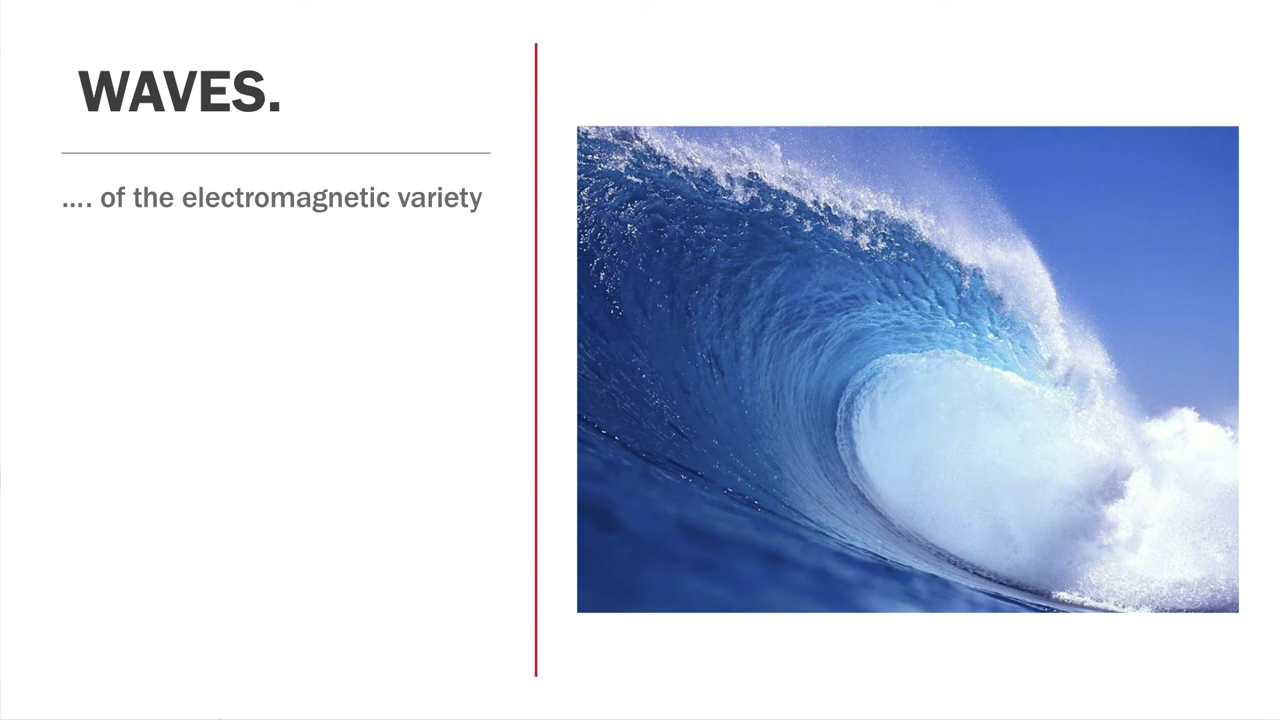 WAVES.
.... of the electromagnetic variety